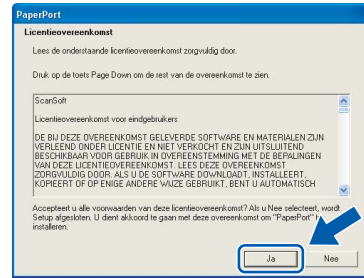 PaperPort
Licentieovereenkomst
Lees de onderstaande licentieovereenkomst zorgvuldig door.
Druk op de toets Page Down om de rest van de overeenkomst te zien.
ScanSoft
Licentieovereenkomst voor eindgebruikers
DE BIJ DEZE OVEREENKOMST GELEVERDE SOFTWARE EN MATERIALEN ZIJN
VERLEEND ONDER LICENTIE EN NIET VERKOCHT EN ZIJN UITSLUITEND
BESCHIKBAAR VOOR GEBRUIK IN OVEREENSTEMMING MET DE BEPALINGEN
VAN DEZE LICENTIEOVEREENKOMST. LEES DEZE OVEREENKOMST
ZORGVULDIG DOOR. ALS U DE SOFTWARE DOWNLOADT, INSTALLEERT,
KOPIEERT OF OP ENIGE ANDERE WIJZE GEBRUIKT, BENT U AUTOMATISCH
Accepteert u alle voorwaarden van deze licentieovereenkomst? Als u Nee selecteert, wordt
Setup afgesloten. U dient akkoord te gaan met deze overeenkomst om "PaperPort"
installeren.
Ja
Nee